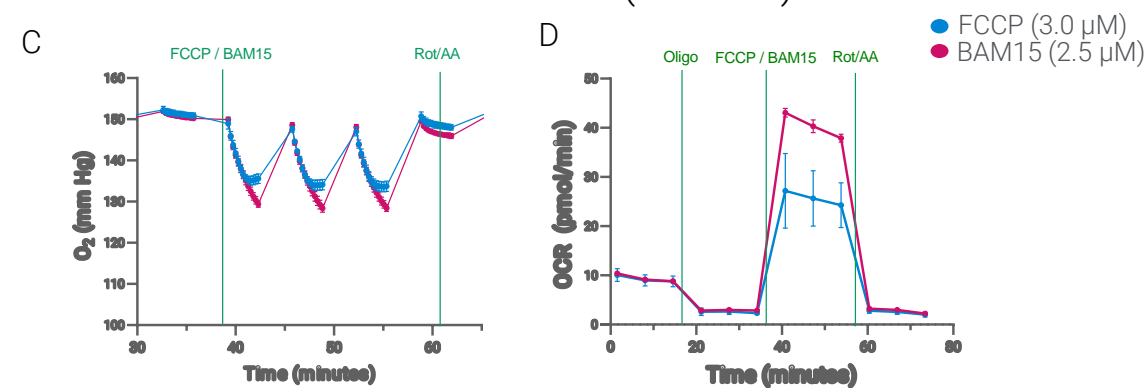 C
FCCP / BAM15
Rot/AA
160
150
140
130
120
110
100
O₂ (mm Hg)
30
40
50
60
Time (minutes)
D
Oligo
FCCP / BAM15
Rot/AA
FCCP (3.0 µM)
BAM15 (2.5 µM)
50
40
30
20
10
0
OCR (pmol/min)
0
20
40
60
80
Time (minutes)